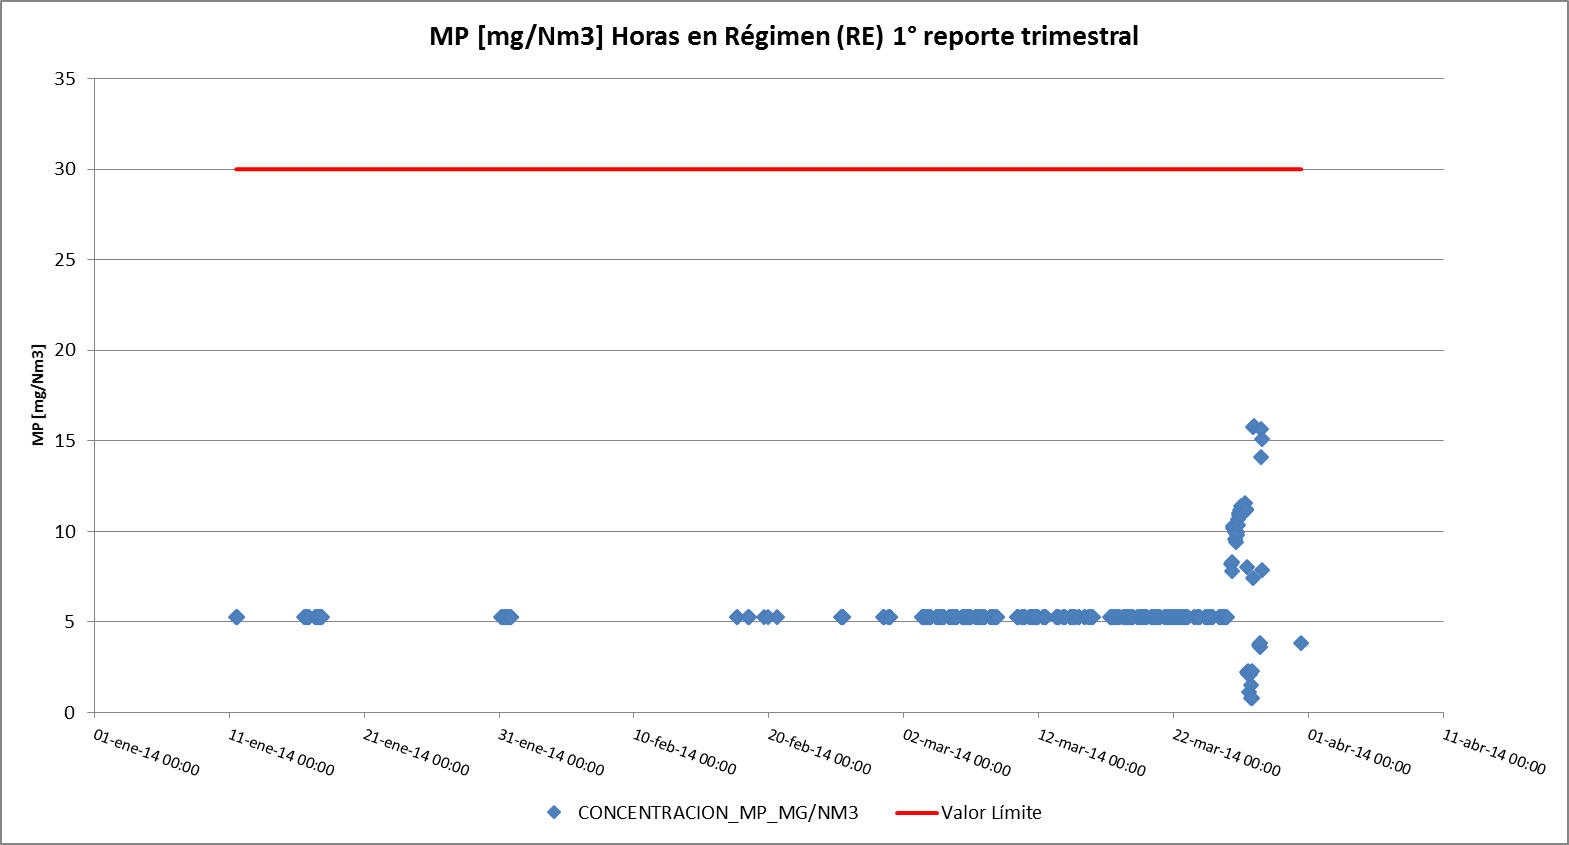 MP [mg/Nm3] Horas en Régimen (RE) 1° reporte trimestral
35
30
25
20
15
10
5
0
MP [mg/Nm3]
01-ene-14 00:00
11-ene-14 00:00
21-ene-14 00:00
31-ene-14 00:00
10-feb-14 00:00
20-feb-14 00:00
02-mar-14 00:00
12-mar-14 00:00
22-mar-14 00:00
01-abr-14 00:00
11-abr-14 00:00
CONCENTRACION_MP_MG/NM3
Valor Límite